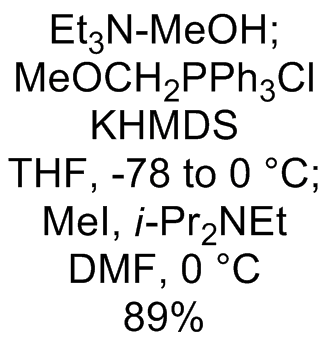 Et₃N-MeOH;
MeOCH₂PPh₃Cl
KHMDS
THF, -78 to 0 °C;
MeI, i-Pr₂NEt
DMF, 0 °C
89%